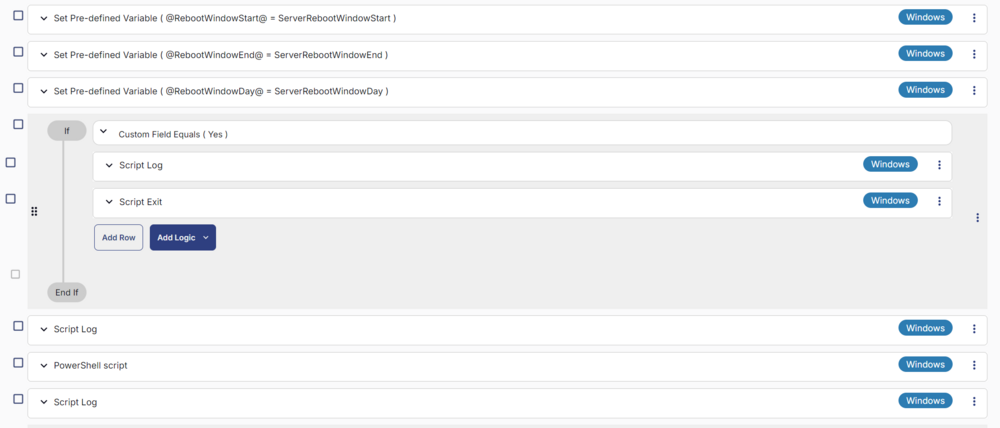 Set Pre-defined Variable ( @RebootWindowStart@ = ServerRebootWindowStart ) Windows
Set Pre-defined Variable ( @RebootWindowEnd@ = ServerRebootWindowEnd ) Windows
Set Pre-defined Variable ( @RebootWindowDay@ = ServerRebootWindowDay ) Windows
If Custom Field Equals ( Yes )
Script Log Windows
Script Exit Windows
Add Row Add Logic
End If
Script Log Windows
PowerShell script Windows
Script Log Windows